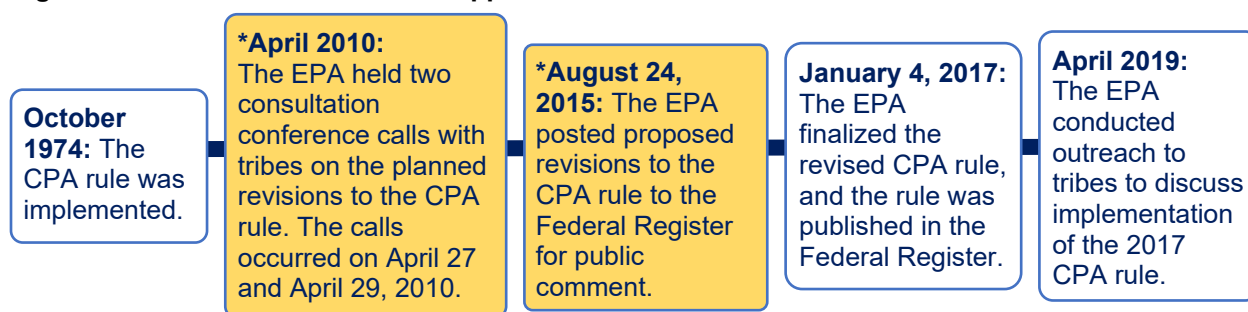 *April 2010:
The EPA held two
consultation
conference calls with
tribes on the planned
revisions to the CPA
rule. The calls
occurred on April 27
and April 29, 2010.
*August 24,
2015: The EPA
posted proposed
revisions to the
CPA rule to the
Federal Register
for public
comment.
January 4, 2017:
The EPA
finalized the
revised CPA rule,
and the rule was
published in the
Federal Register.
April 2019:
The EPA
conducted
outreach to
tribes to discuss
implementation
of the 2017
CPA rule.
October
1974: The
CPA rule was
implemented.